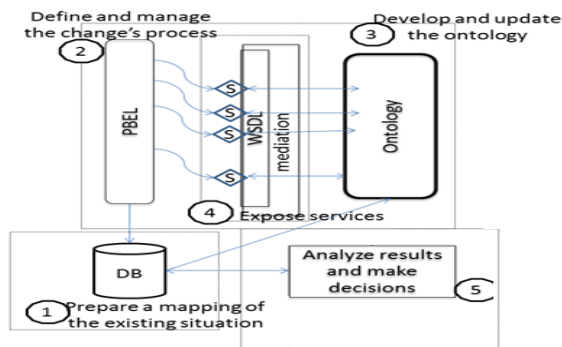 Define and manage
the change's process
2
Develop and update
the ontology
3
PBEL
S
S
S
S
WSDL
mediation
Ontology
4
Expose services
DB
1
Prepare a mapping of
the existing situation
Analyze results
and make
decisions
5